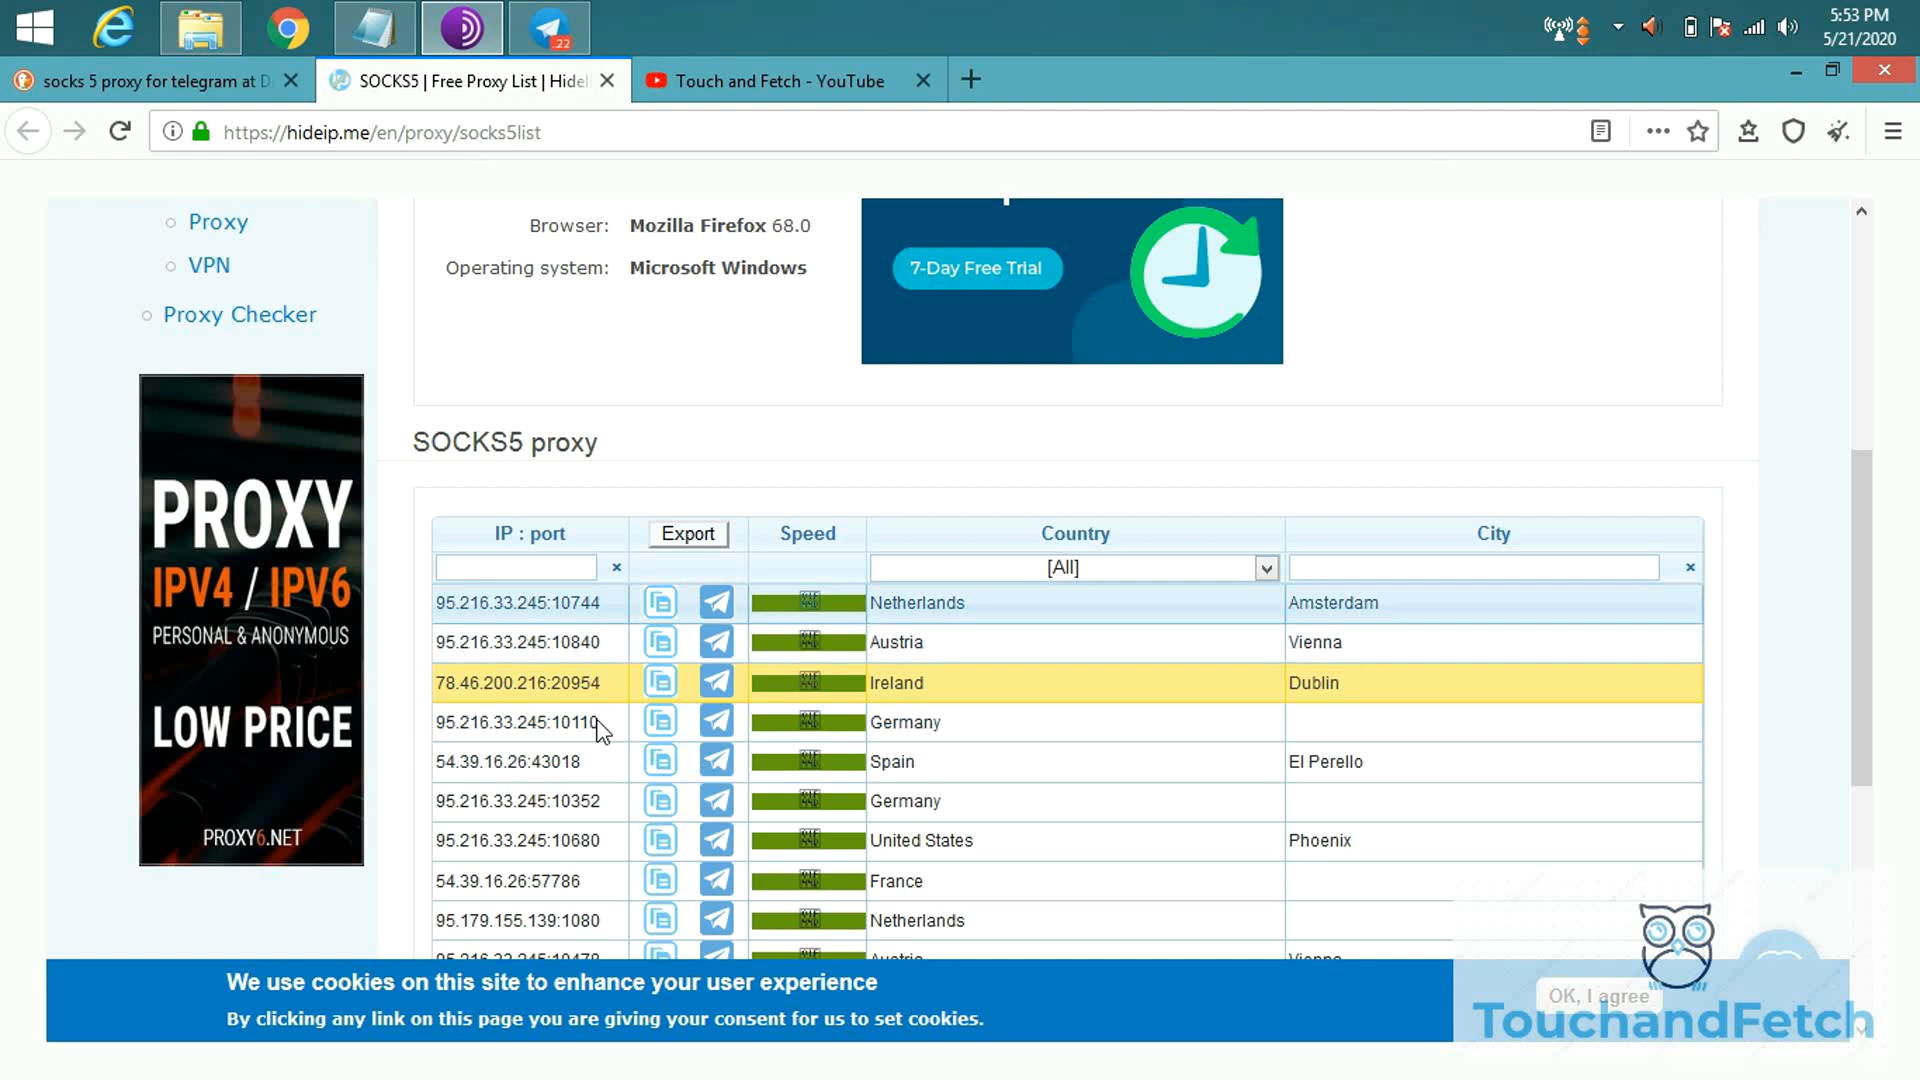 22
5:53 PM
5/21/2020
socks 5 proxy for telegram at D
SOCKS5 | Free Proxy List | Hide
Touch and Fetch - YouTube
https://hideip.me/en/proxy/socks5list
Proxy
VPN
Proxy Checker
Browser: Mozilla Firefox 68.0
Operating system: Microsoft Windows
7-Day Free Trial
PROXY
IPV4 / IPV6
PERSONAL & ANONYMOUS
LOW PRICE
PROXY6.NET
SOCKS5 proxy
IP : port Export Speed Country City
[All]
95.216.33.245:10744 Netherlands Amsterdam
95.216.33.245:10840 Austria Vienna
78.46.200.216:20954 Ireland Dublin
95.216.33.245:10110 Germany
54.39.16.26:43018 Spain El Perello
95.216.33.245:10352 Germany
95.216.33.245:10680 United States Phoenix
54.39.16.26:57786 France
95.179.155.139:1080 Netherlands
We use cookies on this site to enhance your user experience
By clicking any link on this page you are giving your consent for us to set cookies.
OK, I agree
TouchandFetch